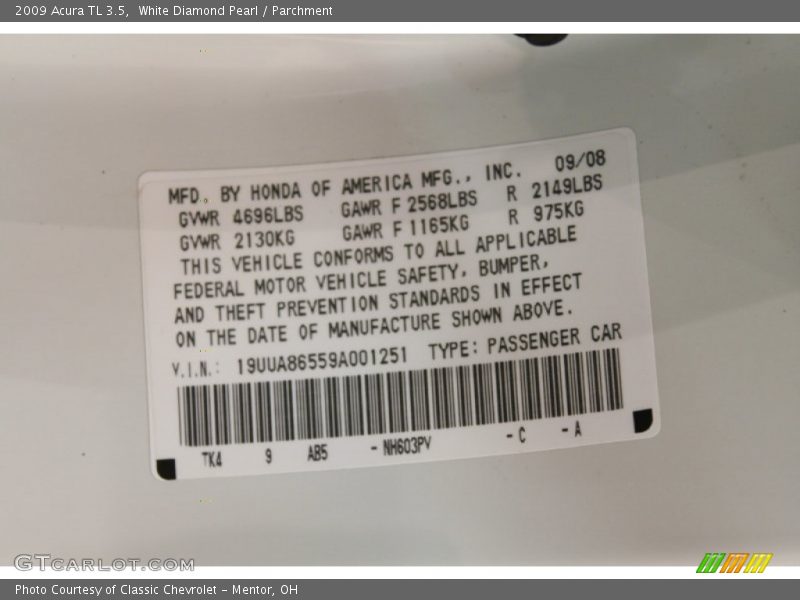 2009 Acura TL 3.5,  White Diamond Pearl / Parchment
MFD. BY HONDA OF AMERICA MFG., INC. 09/08
GVWR 4696LBS GAWR F 2568LBS R 2149LBS
GVWR 2130KG GAWR F 1165KG R 975KG
THIS VEHICLE CONFORMS TO ALL APPLICABLE
FEDERAL MOTOR VEHICLE SAFETY, BUMPER,
AND THEFT PREVENTION STANDARDS IN EFFECT
ON THE DATE OF MANUFACTURE SHOWN ABOVE.
V.I.N.: 19UUA86559A001251 TYPE: PASSENGER CAR
TK4 9 AB5 - NH603PV - C - A
GTCARLOT.COM
Photo Courtesy of Classic Chevrolet - Mentor, OH